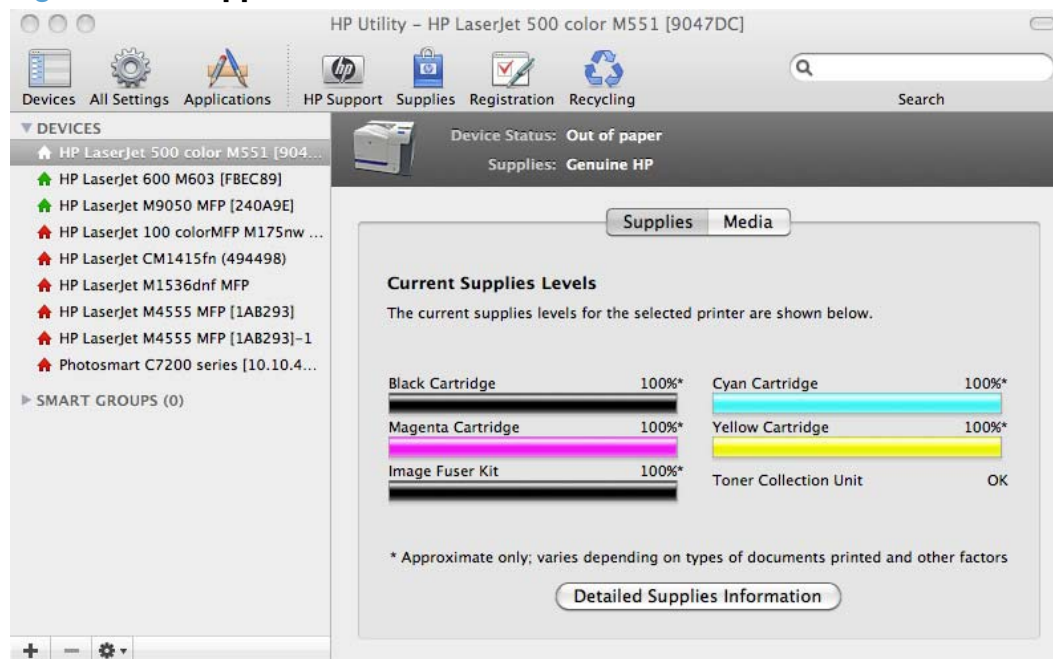 HP Utility – HP LaserJet 500 color M551 [9047DC]
Devices All Settings Applications HP Support Supplies Registration Recycling Search
DEVICES
HP LaserJet 500 color M551 [904...
HP LaserJet 600 M603 [FBEC89]
HP LaserJet M9050 MFP [240A9E]
HP LaserJet 100 colorMFP M175nw ...
HP LaserJet CM1415fn (494498)
HP LaserJet M1536dnf MFP
HP LaserJet M4555 MFP [1AB293]
HP LaserJet M4555 MFP [1AB293]-1
Photosmart C7200 series [10.10.4...
SMART GROUPS (0)
Device Status: Out of paper
Supplies: Genuine HP
Supplies Media
Current Supplies Levels
The current supplies levels for the selected printer are shown below.
Black Cartridge 100%* Cyan Cartridge 100%*
Magenta Cartridge 100%* Yellow Cartridge 100%*
Image Fuser Kit 100%* Toner Collection Unit OK
* Approximate only; varies depending on types of documents printed and other factors
Detailed Supplies Information